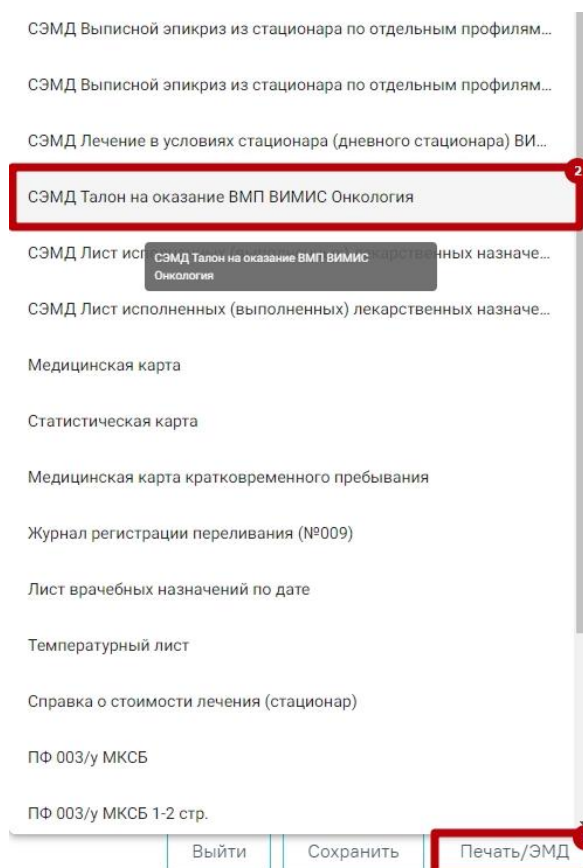 СЭМД Выписной эпикриз из стационара по отдельным профилям...
СЭМД Выписной эпикриз из стационара по отдельным профилям...
СЭМД Лечение в условиях стационара (дневного стационара) ВИ...
2
СЭМД Талон на оказание ВМП ВИМИС Онкология
СЭМД Лист лекарственных назначе...
СЭМД Талон на оказание ВМП ВИМИС
Онкология
СЭМД Лист исполненных (выполненных) лекарственных назначе...
Медицинская карта
Статистическая карта
Медицинская карта кратковременного пребывания
Журнал регистрации переливания (№009)
Лист врачебных назначений по дате
Температурный лист
Справка о стоимости лечения (стационар)
ПФ 003/у МКСБ
ПФ 003/у МКСБ 1-2 стр.
Выйти Сохранить Печать/ЭМД